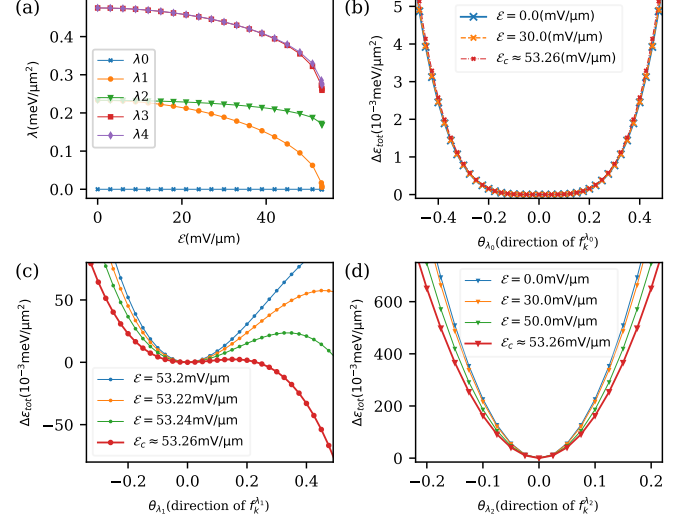 (a)
λ(meV/μm²)
0.4
0.2
0.0
λ0
λ1
λ2
λ3
λ4
0
20
40
ℰ(mV/μm)
(b)
Δε_tot(10⁻³meV/μm²)
5
4
3
2
1
0
ℰ = 0.0(mV/μm)
ℰ = 30.0(mV/μm)
ℰ_c ≈ 53.26(mV/μm)
−0.4
−0.2
0.0
0.2
0.4
θ_λ₀(direction of f_k^λ₀)
(c)
Δε_tot(10⁻³meV/μm²)
50
0
−50
ℰ = 53.2mV/μm
ℰ = 53.22mV/μm
ℰ = 53.24mV/μm
ℰ_c ≈ 53.26mV/μm
−0.2
0.0
0.2
0.4
θ_λ₁(direction of f_k^λ₁)
(d)
Δε_tot(10⁻³meV/μm²)
600
400
200
0
ℰ = 0.0mV/μm
ℰ = 30.0mV/μm
ℰ = 50.0mV/μm
ℰ_c ≈ 53.26mV/μm
−0.2
−0.1
0.0
0.1
0.2
θ_λ₂(direction of f_k^λ₂)